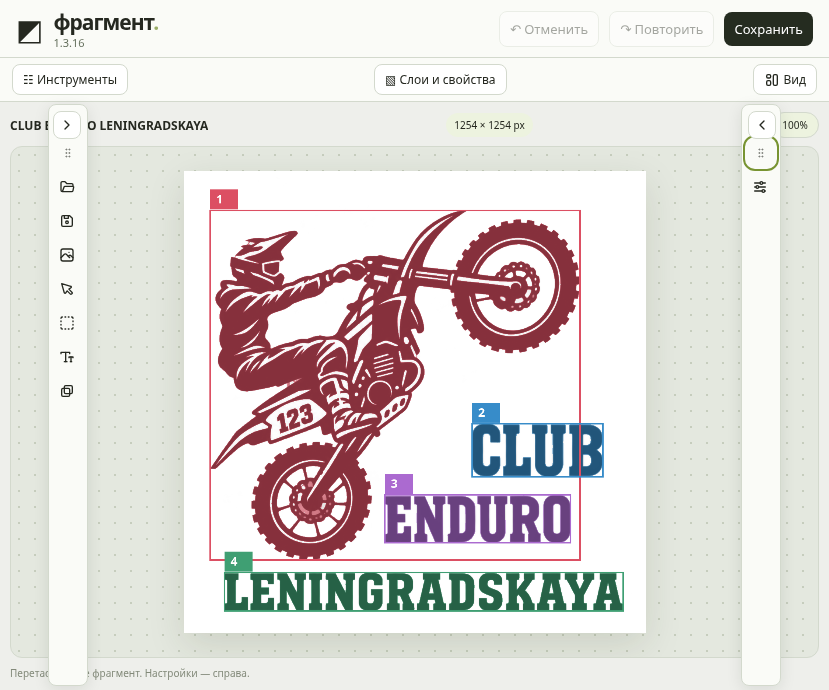 фрагмент.
1.3.16
↶ Отменить
↷ Повторить
Сохранить
Инструменты
Слои и свойства
Вид
CLUB
LENINGRADSKAYA
1254 × 1254 px
100%
1
123
2
CLUB
3
ENDURO
4
LENINGRADSKAYA
фрагмент. Настройки — справа.